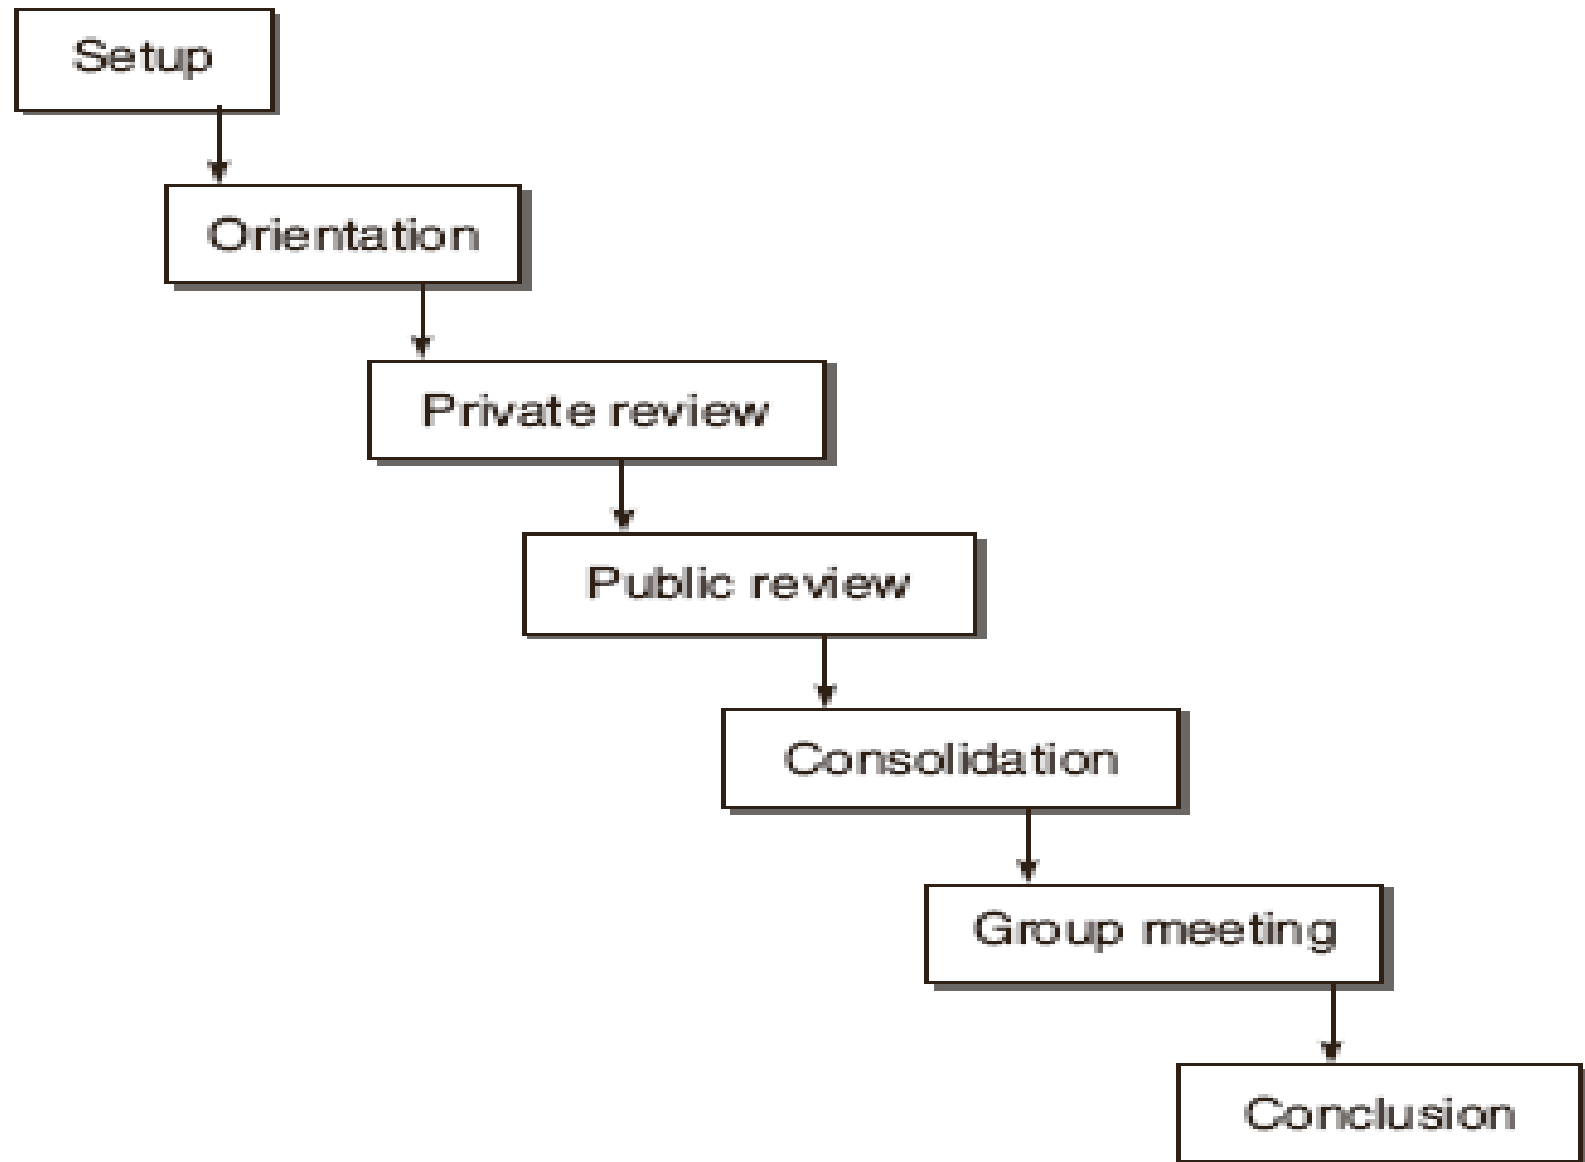 Setup
Orientation
Private review
Public review
Consolidation
Group meeting
Conclusion